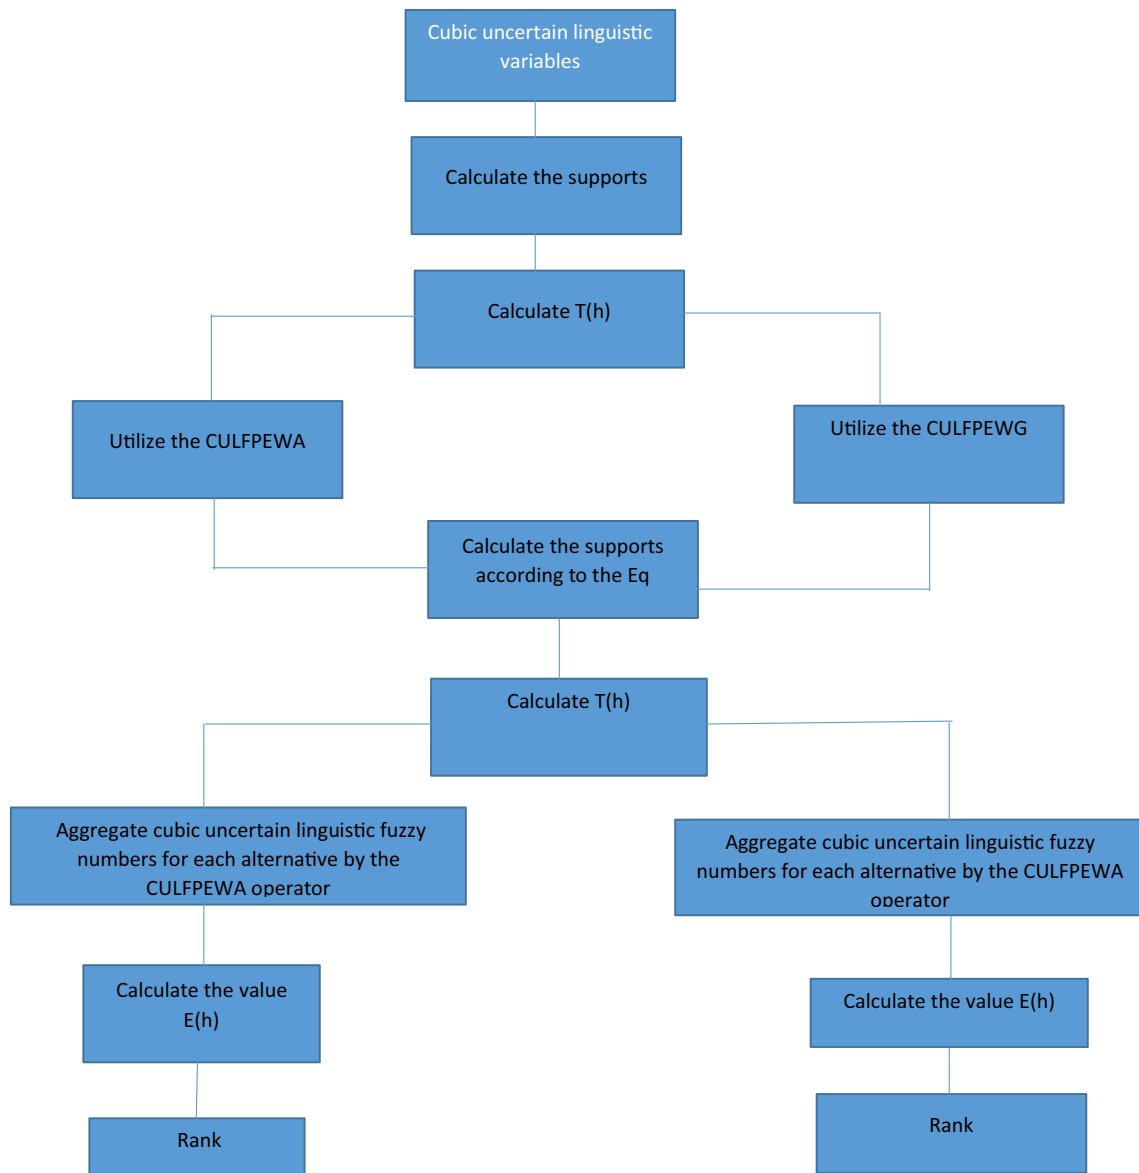 Cubic uncertain linguistic
variables
Calculate the supports
Calculate T(h)
Utilize the CULFPEWA
Utilize the CULFPEWG
Calculate the supports
according to the Eq
Calculate T(h)
Aggregate cubic uncertain linguistic fuzzy
numbers for each alternative by the
CULFPEWA operator
Aggregate cubic uncertain linguistic fuzzy
numbers for each alternative by the CULFPEWA
operator
Calculate the value
E(h)
Calculate the value E(h)
Rank
Rank